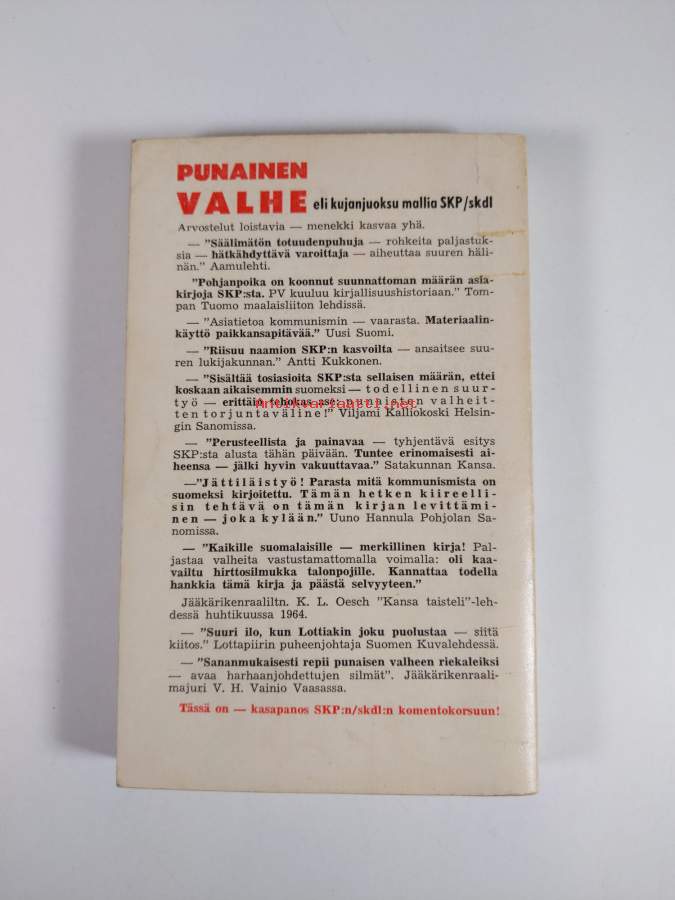 PUNAINEN
VALHE eli kujanjuoksu mallia SKP/skdl
Arvostelut loistavia — menekki kasvaa yhä.
— "Säälimätön totuudenpuhuja — rohkeita paljastuk-
sia — hätkähdyttävä varoittaja — aiheuttaa suuren häli-
nän." Aamulehti.
"Pohjanpoika on koonnut suunnattoman määrän asia-
kirjoja SKP:sta. PV kuuluu kirjallisuushistoriaan." Tom-
pan Tuomo maalaisliiton lehdissä.
— "Asiatietoa kommunismin — vaarasta. Materiaalin-
käyttö paikkansapitävää." Uusi Suomi.
— "Riisuu naamion SKP:n kasvoilta — ansaitsee suu-
ren lukijakunnan." Antti Kukkonen.
— "Sisältää tosiasioita SKP:sta sellaisen määrän, ettei
koskaan aikaisemmin suomeksi — todellinen suur-
työ — erittäin tehokas ase: punaisten valheit-
ten torjuntaväline!" Viljami Kalliokoski Helsin-
gin Sanomissa.
antikvariaatti.net
— "Perusteellista ja painavaa — tyhjentävä esitys
SKP:sta alusta tähän päivään. Tuntee erinomaisesti ai-
heensa — jälki hyvin vakuuttavaa." Satakunnan Kansa.
—"Jättiläistyö! Parasta mitä kommunismista on
suomeksi kirjoitettu. Tämän hetken kiireelli-
sin tehtävä on tämän kirjan levittämi-
nen — joka kylään." Uuno Hannula Pohjolan Sa-
nomissa.
— "Kaikille suomalaisille — merkillinen kirja! Pal-
jastaa valheita vastustamattomalla voimalla: oli kaa-
vailtu hirttosilmukka talonpojille. Kannattaa todella
hankkia tämä kirja ja päästä selvyyteen."
Jääkärikenraaliltn. K. L. Oesch "Kansa taisteli"-leh-
dessä huhtikuussa 1964.
— "Suuri ilo, kun Lottiakin joku puolustaa — siitä
kiitos." Lottapiirin puheenjohtaja Suomen Kuvalehdessä.
— "Sananmukaisesti repii punaisen valheen riekaleiksi
— avaa harhaanjohdettujen silmät". Jääkärikenraali-
majuri V. H. Vainio Vaasassa.
Tässä on — kasapanos SKP:n/skdl:n komentokorsuun!